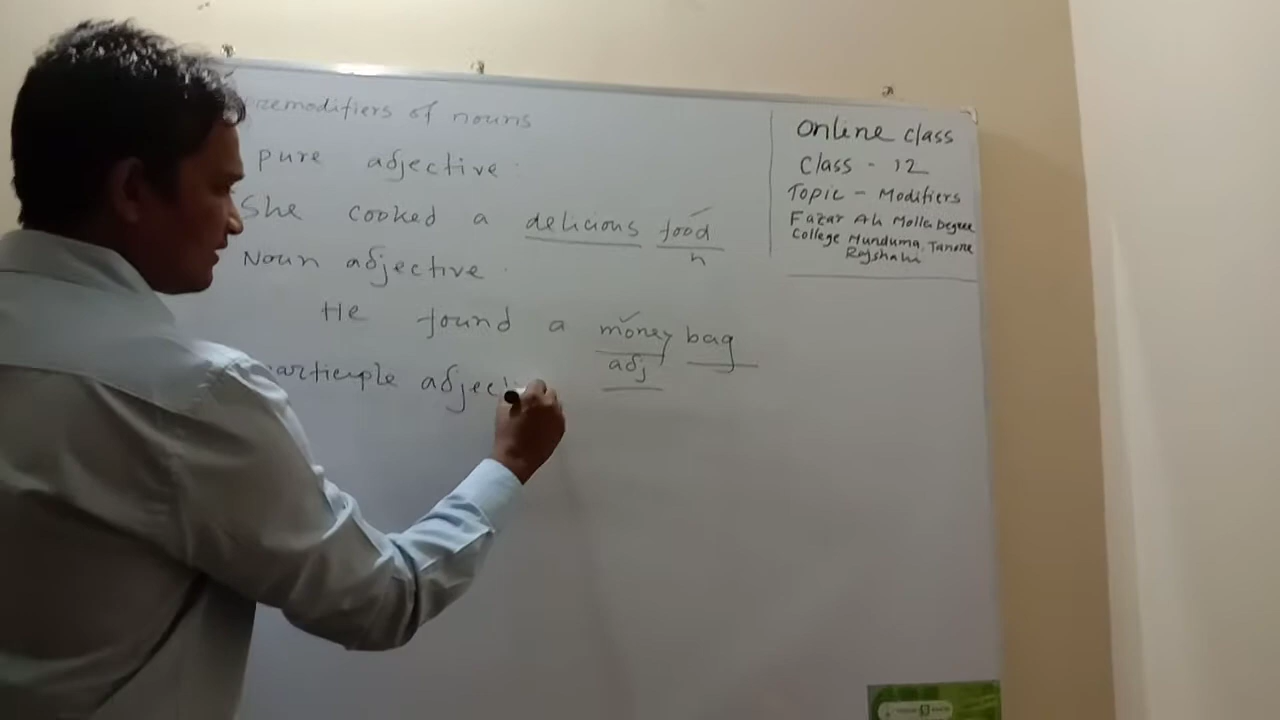 premodifiers of nouns
pure adjective:
She cooked a delicious food
n
Noun adjective.
He found a money bag
adj
participle adjecti
Online class
Class - 12
Topic - Modifiers
Fazar Ali Molla Degree
College Munduma, Tanore
Rajshahi